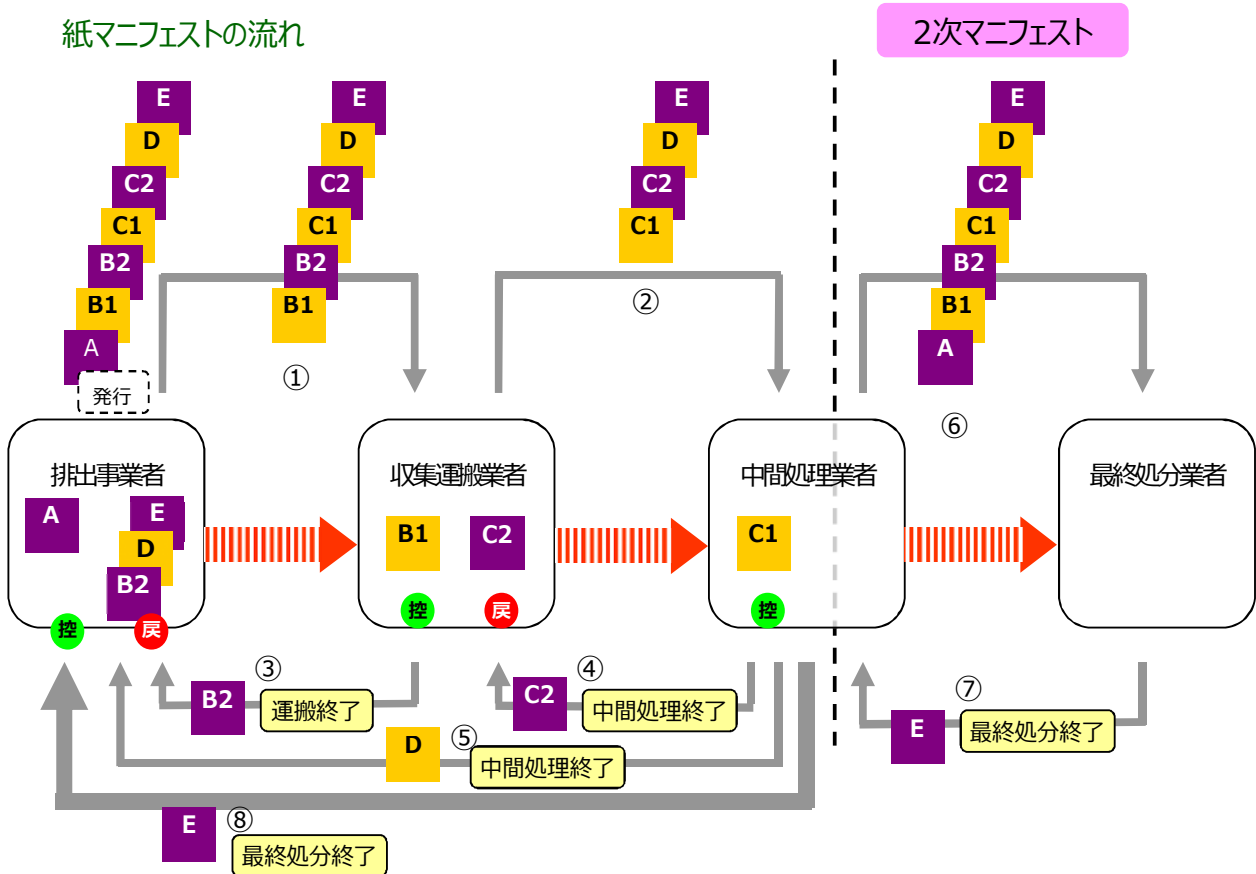 紙マニフェストの流れ
2次マニフェスト
E
D
C2
C1
B2
B1
A
発行
E
D
C2
C1
B2
B1
①
E
D
C2
C1
②
E
D
C2
C1
B2
B1
A
⑥
排出事業者
A
E
D
B2
控
戻
収集運搬業者
B1
C2
控
戻
中間処理業者
C1
控
最終処分業者
③
B2
運搬終了
④
C2
中間処理終了
D
⑤
中間処理終了
⑦
E
最終処分終了
E
⑧
最終処分終了